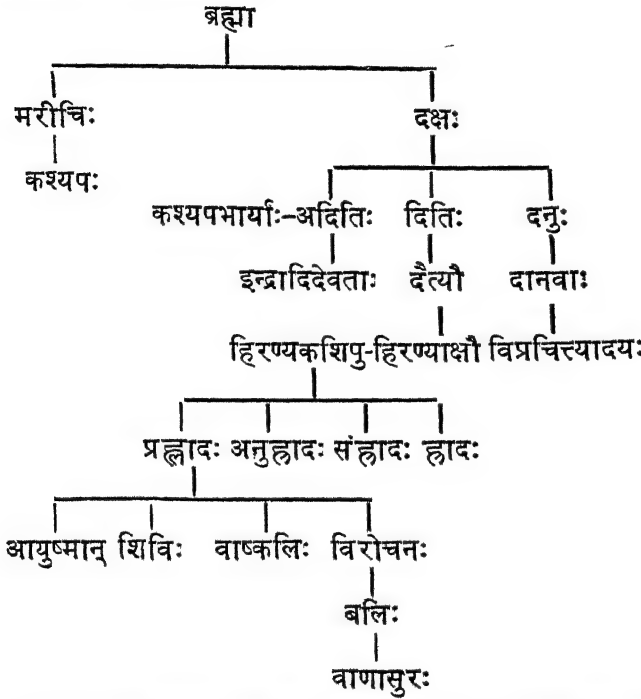 ब्रह्मा
मरीचिः दक्षः
कश्यपः
कश्यपभार्याः-अदितिः दितिः दनुः
इन्द्रादिदेवताः दैत्यौ दानवाः
हिरण्यकशिपु-हिरण्याक्षौ विप्रचित्त्यादयः
प्रह्लादः अनुह्रादः संह्रादः ह्रादः
आयुष्मान् शिविः वाष्कलिः विरोचनः
बलिः
वाणासुरः